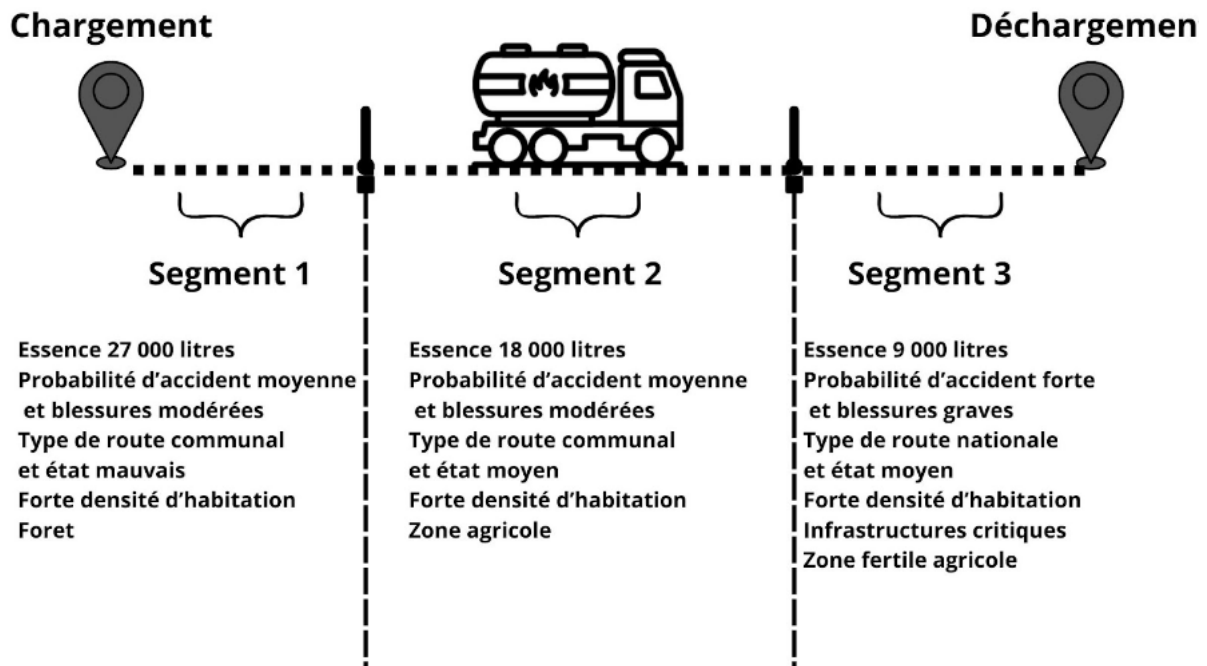 Chargement
Déchargemen
Segment 1
Essence 27 000 litres
Probabilité d'accident moyenne
et blessures modérées
Type de route communal
et état mauvais
Forte densité d'habitation
Foret
Segment 2
Essence 18 000 litres
Probabilité d'accident moyenne
et blessures modérées
Type de route communal
et état moyen
Forte densité d'habitation
Zone agricole
Segment 3
Essence 9 000 litres
Probabilité d'accident forte
et blessures graves
Type de route nationale
et état moyen
Forte densité d'habitation
Infrastructures critiques
Zone fertile agricole